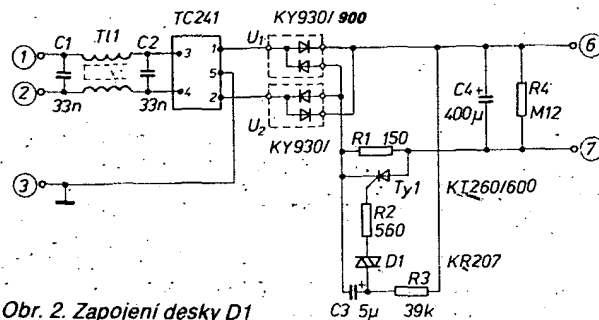 TC241
KY930/ 900
C1
Tl1
C2
U1
1
3
1
6
5
2
4
2
33n
33n
U2
KY930/
C4 +
400µ
R4
M12
R1 150
7
Ty1
3
KT260/600
R2
560
D1
KR207
R3
+
C3 5µ
39k
Obr. 2. Zapojení desky D1